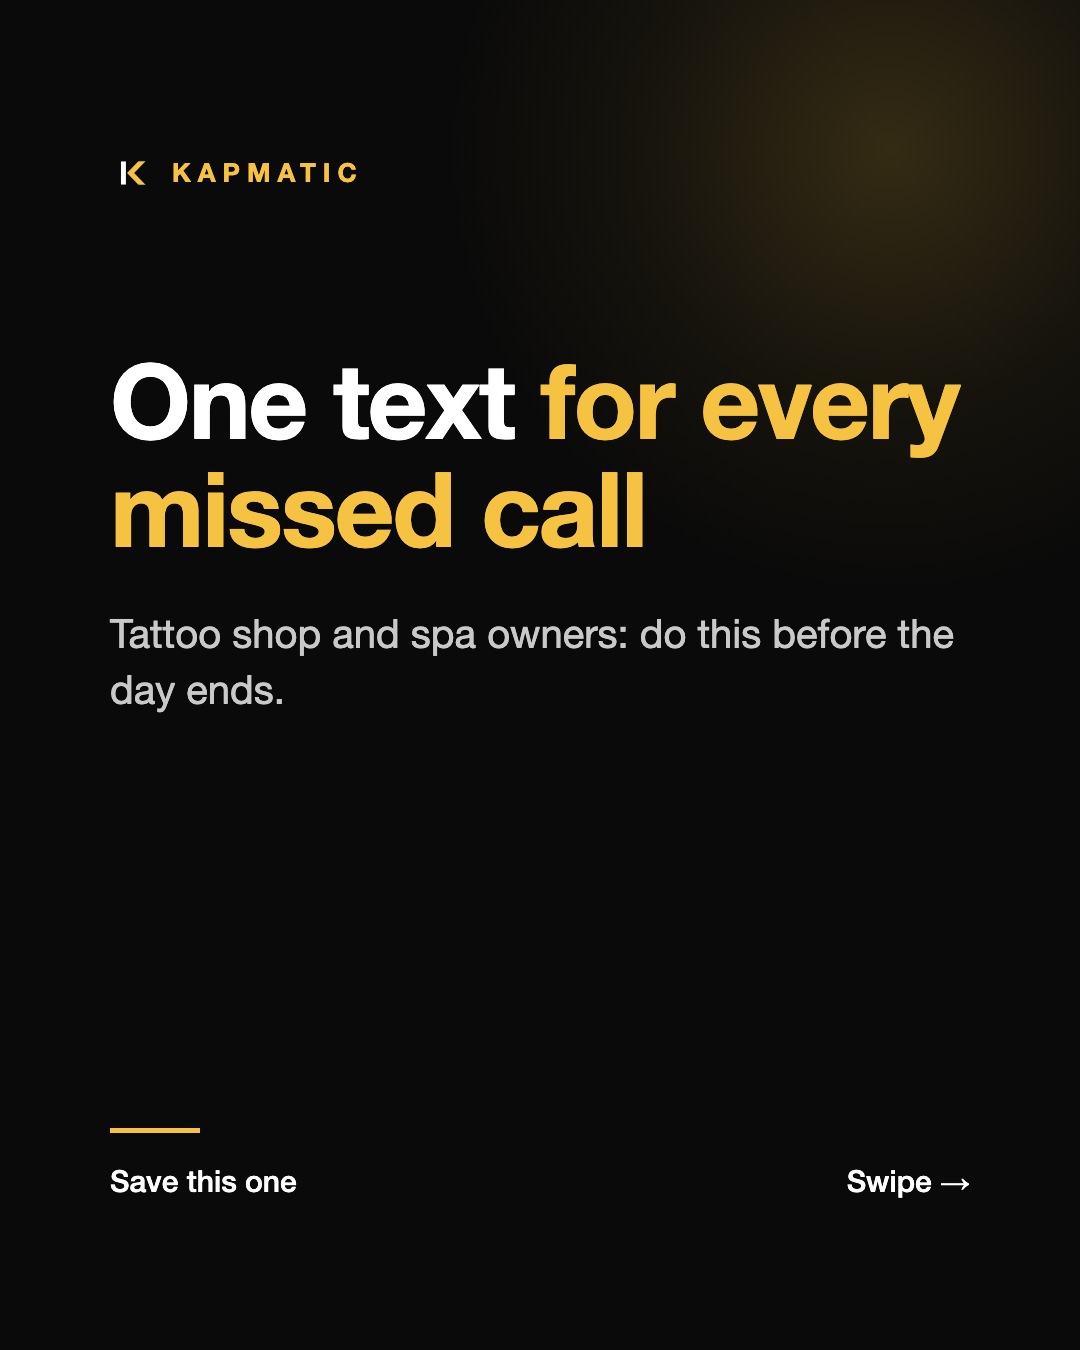 KAPMATIC
One text for every
missed call
Tattoo shop and spa owners: do this before the
day ends.
Save this one
Swipe →